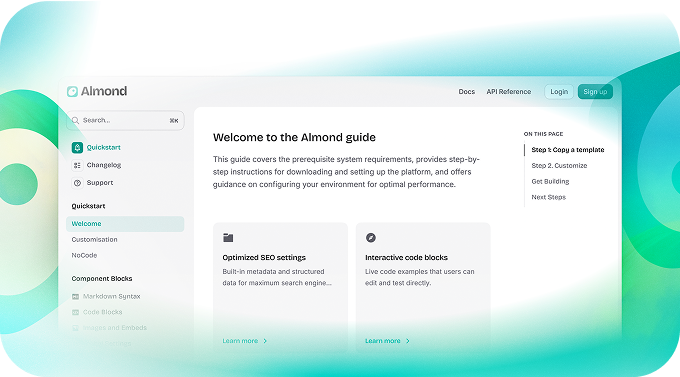 Almond
Docs
API Reference
Login
Sign up
Search...
⌘K
Quickstart
Changelog
Support
Quickstart
Welcome
Customisation
NoCode
Component Blocks
Markdown Syntax
Code Blocks
Images and Embeds
Welcome to the Almond guide
This guide covers the prerequisite system requirements, provides step-by-
step instructions for downloading and setting up the platform, and offers
guidance on configuring your environment for optimal performance.
Optimized SEO settings
Built-in metadata and structured
data for maximum search engine...
Learn more
Interactive code blocks
Live code examples that users can
edit and test directly.
Learn more
ON THIS PAGE
Step 1: Copy a template
Step 2. Customize
Get Building
Next Steps